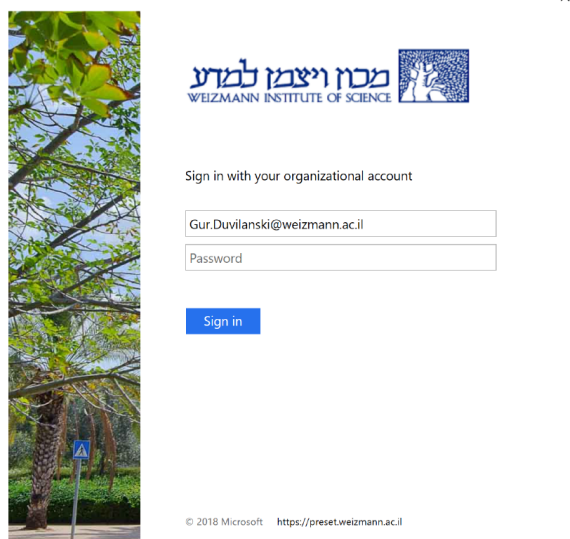 מכון ויצמן למדע
WEIZMANN INSTITUTE OF SCIENCE
Sign in with your organizational account
Gur.Duvilanski@weizmann.ac.il
Password
Sign in
© 2018 Microsoft https://preset.weizmann.ac.il